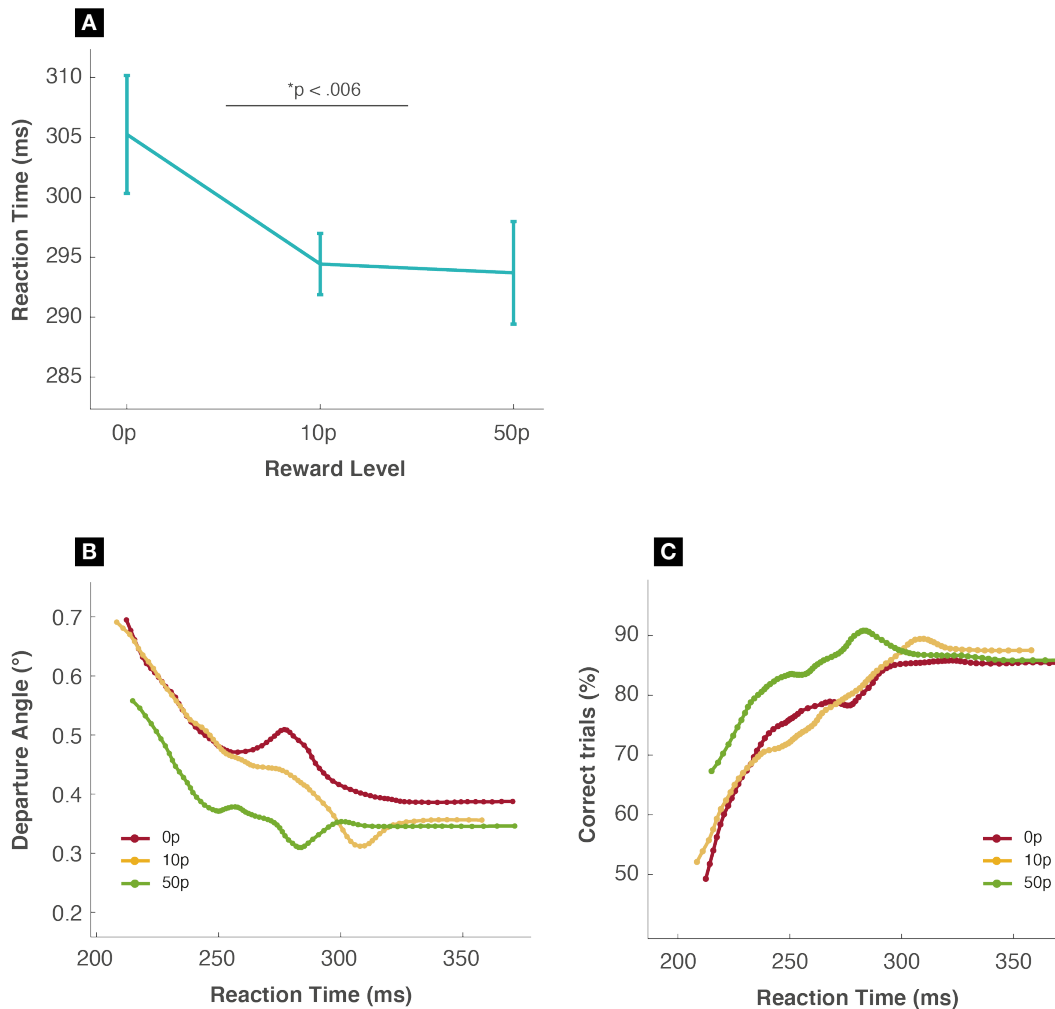 A
310
305
300
295
290
285
Reaction Time (ms)
*p < .006
0p
10p
50p
Reward Level
B
0.7
0.6
0.5
0.4
0.3
0.2
Departure Angle (°)
0p
10p
50p
200
250
300
350
Reaction Time (ms)
C
90
80
70
60
50
Correct trials (%)
0p
10p
50p
200
250
300
350
Reaction Time (ms)